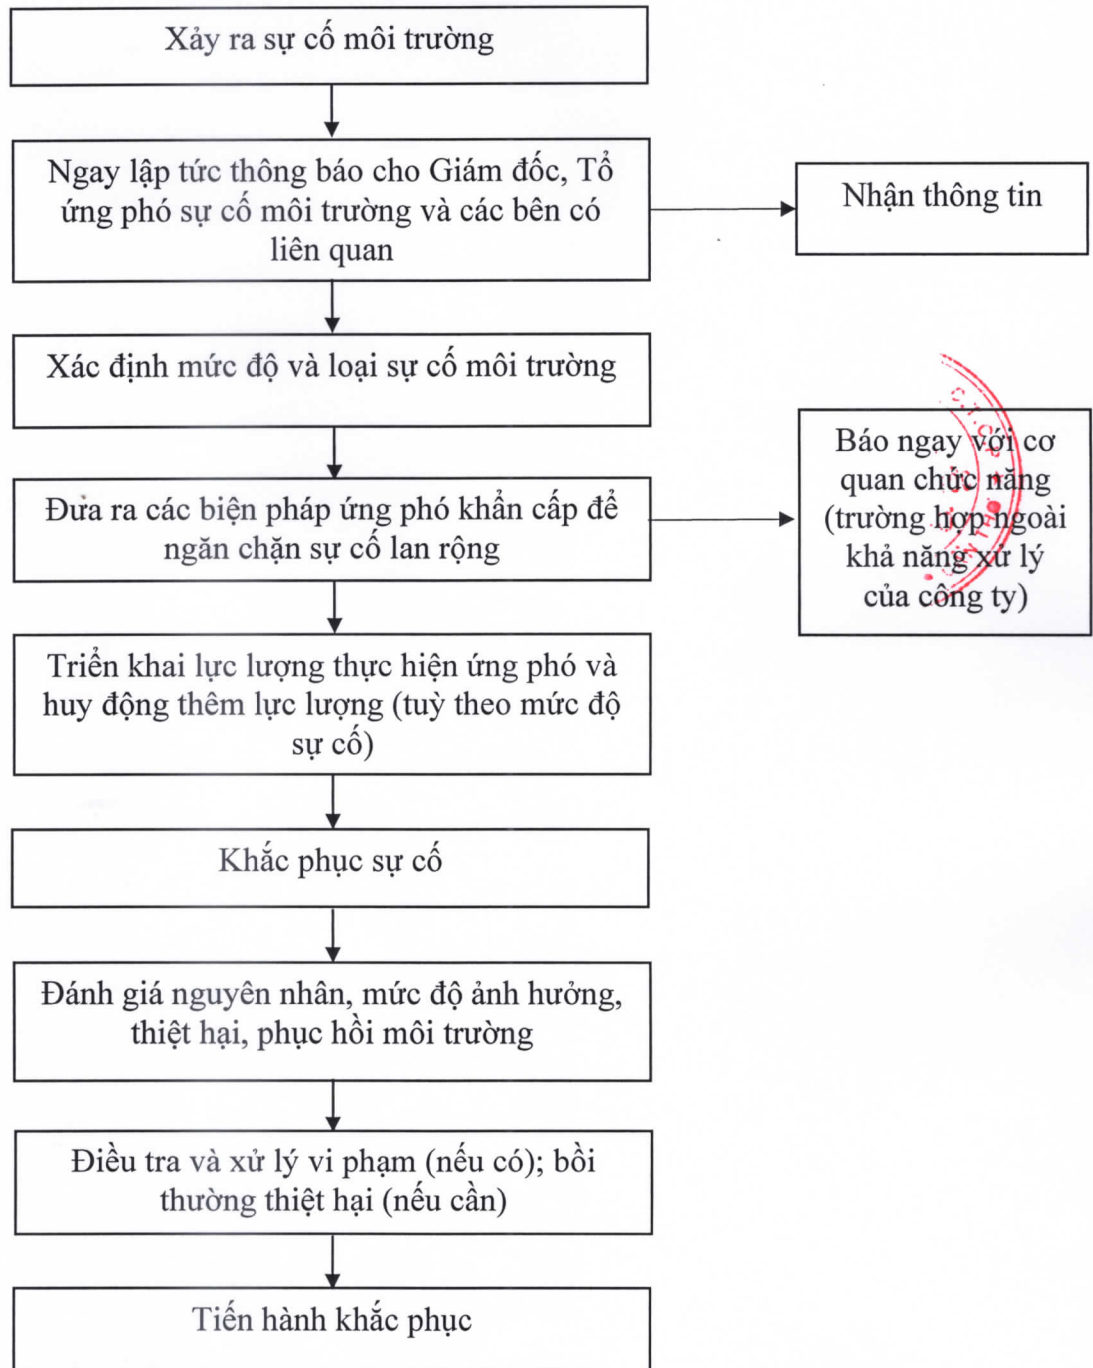 Xảy ra sự cố môi trường
Ngay lập tức thông báo cho Giám đốc, Tổ
ứng phó sự cố môi trường và các bên có
liên quan
Nhận thông tin
Xác định mức độ và loại sự cố môi trường
Đưa ra các biện pháp ứng phó khẩn cấp để
ngăn chặn sự cố lan rộng
Báo ngay với cơ
quan chức năng
(trường hợp ngoài
khả năng xử lý
của công ty)
C.T.C.P
Triển khai lực lượng thực hiện ứng phó và
huy động thêm lực lượng (tuỳ theo mức độ
sự cố)
Khắc phục sự cố
Đánh giá nguyên nhân, mức độ ảnh hưởng,
thiệt hại, phục hồi môi trường
Điều tra và xử lý vi phạm (nếu có); bồi
thường thiệt hại (nếu cần)
Tiến hành khắc phục